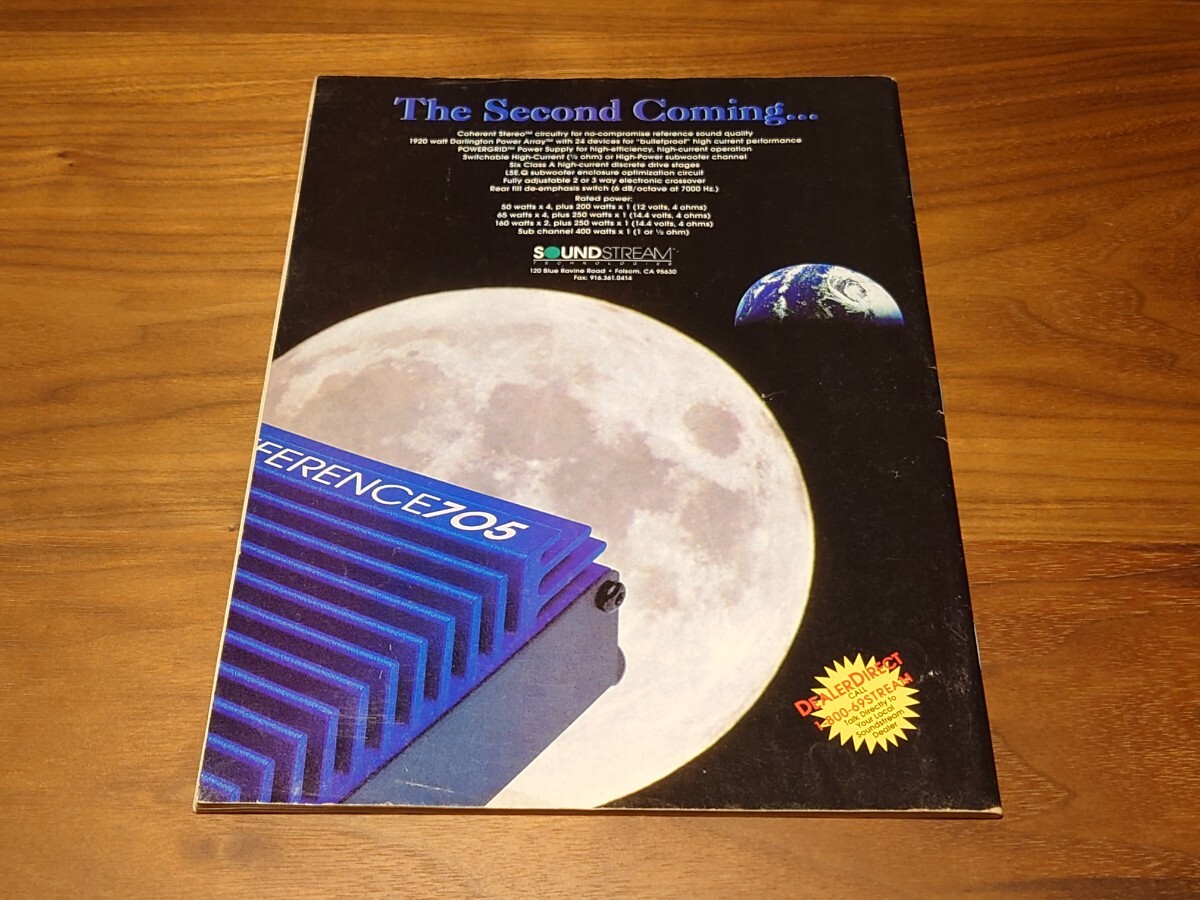 The Second Coming...
Coherent Stereo™ circuitry for no-compromise reference sound quality
1920 watt Darlington Power Array™ with 24 devices for "bulletproof" high current performance
POWERGRID™ Power Supply for high-efficiency, high-current operation
Switchable High-Current (½ ohm) or High-Power subwoofer channel
Six Class A high-current discrete drive stages
LSE.Q subwoofer enclosure optimization circuit
Fully adjustable 2 or 3 way electronic crossover
Rear fill de-emphasis switch (6 dB/octave at 7000 Hz.)
Rated power:
50 watts x 4, plus 200 watts x 1 (12 volts, 4 ohms)
65 watts x 4, plus 250 watts x 1 (14.4 volts, 4 ohms)
160 watts x 2, plus 250 watts x 1 (14.4 volts, 4 ohms)
Sub channel 400 watts x 1 (1 or ½ ohm)
SOUNDSTREAM™
TECHNOLOGIES
120 Blue Ravine Road • Folsom, CA 95630
Fax: 916.361.0414
FERENCE705
DEALERDIRECT
CALL
1-800-69STREAM
Talk Directly to
Your Local
Soundstream
Dealer